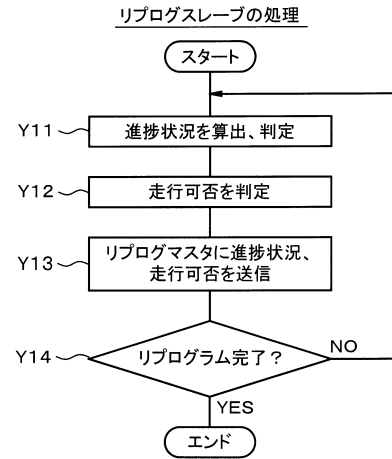 リプログスレーブの処理
スタート
Y11
進捗状況を算出、判定
Y12
走行可否を判定
Y13
リプログマスタに進捗状況、
走行可否を送信
Y14
リプログラム完了？
NO
YES
エンド